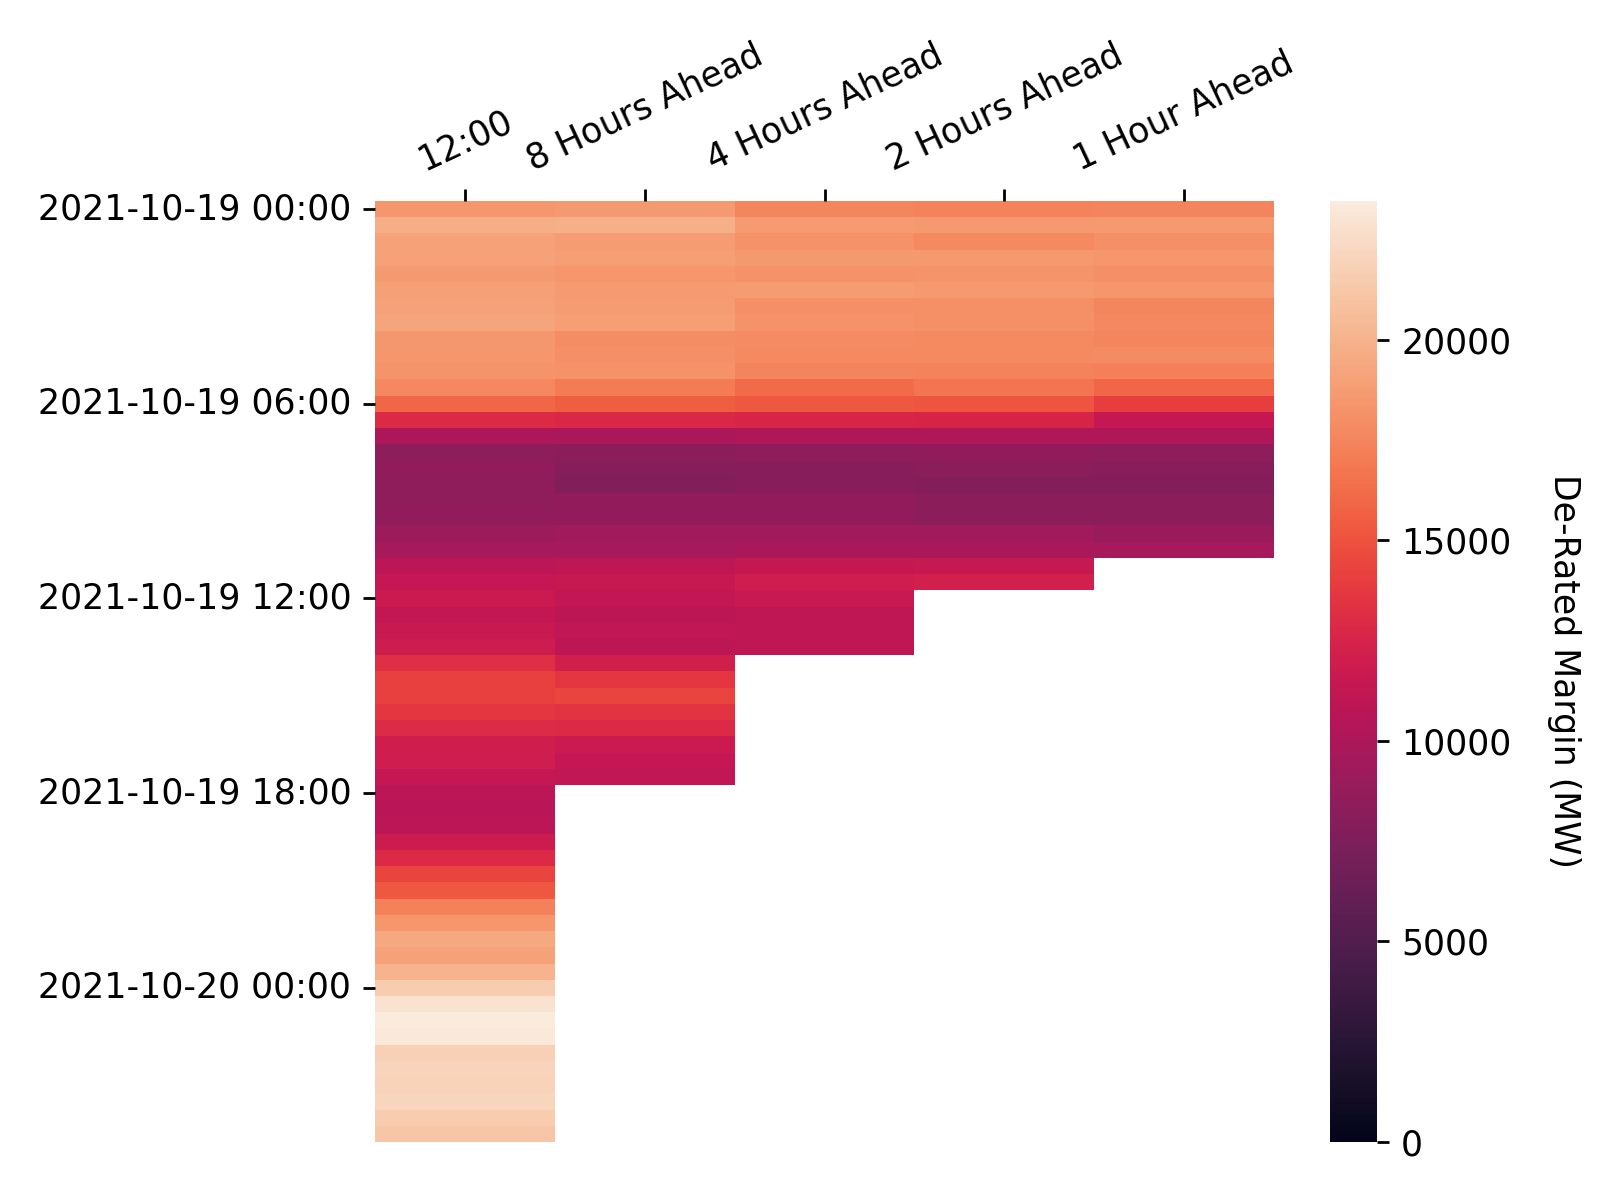 12:00
8 Hours Ahead
4 Hours Ahead
2 Hours Ahead
1 Hour Ahead
2021-10-19 00:00
2021-10-19 06:00
2021-10-19 12:00
2021-10-19 18:00
2021-10-20 00:00
20000
15000
10000
5000
0
De-Rated Margin (MW)